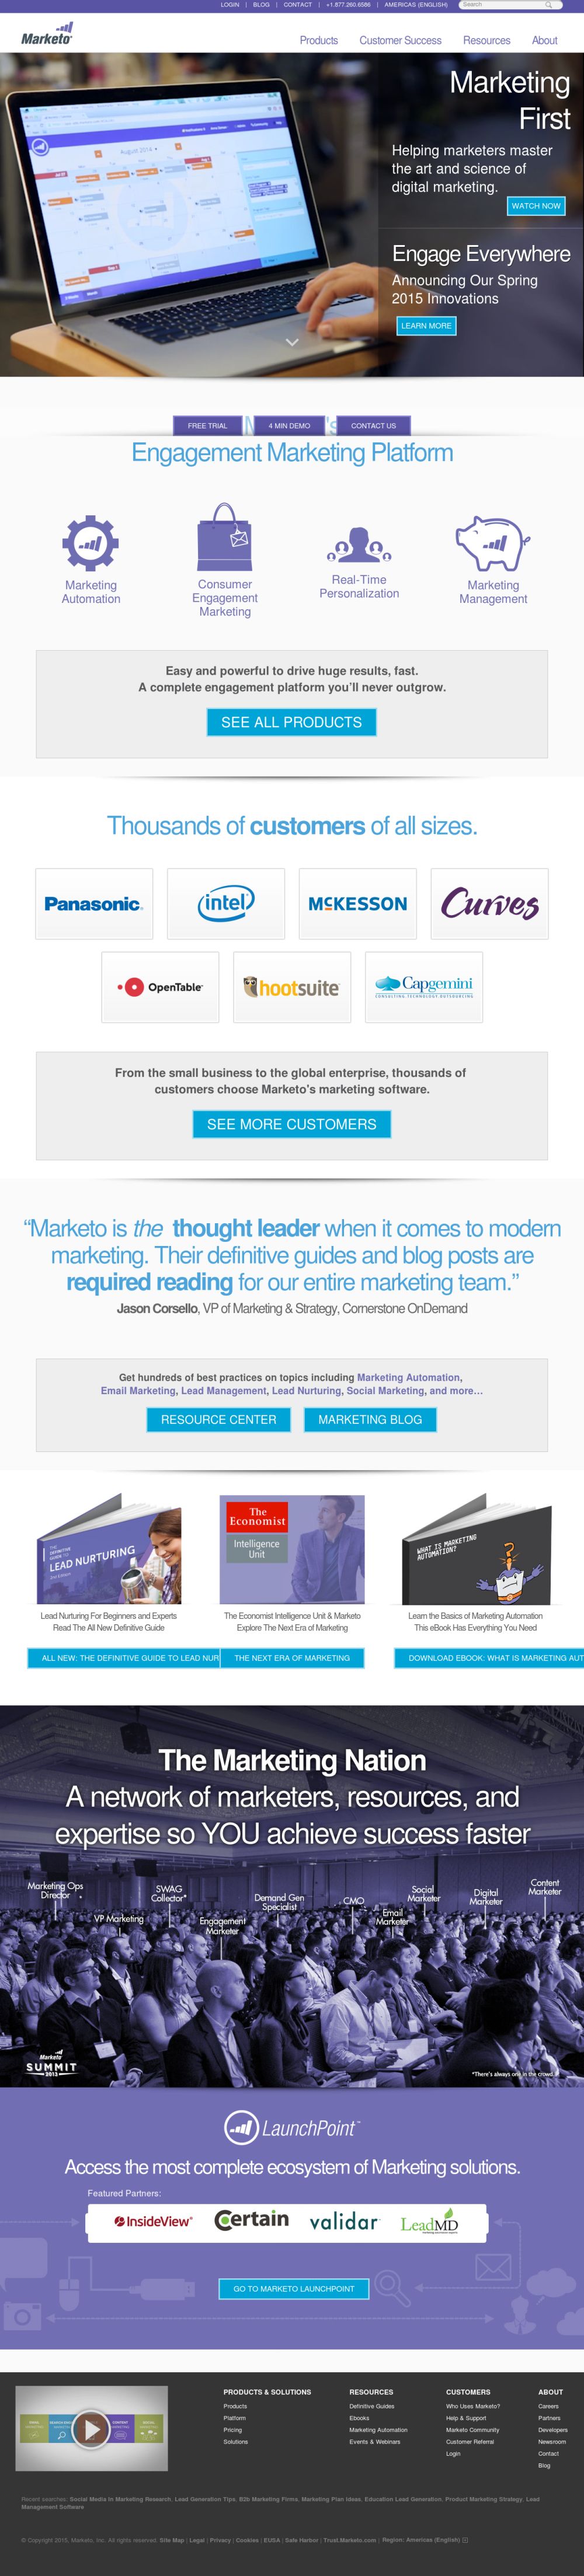 LOGIN | BLOG | CONTACT | +1.877.260.6586 | AMERICAS (ENGLISH) Search
Marketo
Products Customer Success Resources About
August 2014
Marketing
First
Helping marketers master
the art and science of
digital marketing.
WATCH NOW
Engage Everywhere
Announcing Our Spring
2015 Innovations
LEARN MORE
FREE TRIAL 4 MIN DEMO CONTACT US
Engagement Marketing Platform
Marketing
Automation
Consumer
Engagement
Marketing
Real-Time
Personalization
Marketing
Management
Easy and powerful to drive huge results, fast.
A complete engagement platform you'll never outgrow.
SEE ALL PRODUCTS
Thousands of customers of all sizes.
Panasonic intel McKESSON Curves
OpenTable hootsuite Capgemini
CONSULTING.TECHNOLOGY.OUTSOURCING
From the small business to the global enterprise, thousands of
customers choose Marketo's marketing software.
SEE MORE CUSTOMERS
“Marketo is the thought leader when it comes to modern
marketing. Their definitive guides and blog posts are
required reading for our entire marketing team.”
Jason Corsello, VP of Marketing & Strategy, Cornerstone OnDemand
Get hundreds of best practices on topics including Marketing Automation,
Email Marketing, Lead Management, Lead Nurturing, Social Marketing, and more...
RESOURCE CENTER MARKETING BLOG
THE
DEFINITIVE
GUIDE TO
LEAD NURTURING
The
Economist
Intelligence
Unit
WHAT IS MARKETING
AUTOMATION?
Lead Nurturing For Beginners and Experts
Read The All New Definitive Guide
The Economist Intelligence Unit & Marketo
Explore The Next Era of Marketing
Learn the Basics of Marketing Automation
This eBook Has Everything You Need
ALL NEW: THE DEFINITIVE GUIDE TO LEAD NUR THE NEXT ERA OF MARKETING DOWNLOAD EBOOK: WHAT IS MARKETING AUT
The Marketing Nation
A network of marketers, resources, and
expertise so YOU achieve success faster
Marketing Ops
Director
VP Marketing
SWAG
Collector*
Engagement
Marketer
Demand Gen
Specialist
CMO
Email
Marketer
Social
Marketer
Digital
Marketer
Content
Marketer
Marketo
SUMMIT
2013
*There's always one in the crowd.
LaunchPoint™
Access the most complete ecosystem of Marketing solutions.
Featured Partners:
InsideView Certain validar LeadMD
GO TO MARKETO LAUNCHPOINT
PRODUCTS & SOLUTIONS
Products
Platform
Pricing
Solutions
RESOURCES
Definitive Guides
Ebooks
Marketing Automation
Events & Webinars
CUSTOMERS
Who Uses Marketo?
Help & Support
Marketo Community
Customer Referral
Login
ABOUT
Careers
Partners
Developers
Newsroom
Contact
Blog
Recent searches: Social Media in Marketing Research, Lead Generation Tips, B2b Marketing Firms, Marketing Plan Ideas, Education Lead Generation, Product Marketing Strategy, Lead
Management Software
© Copyright 2015, Marketo, Inc. All rights reserved. Site Map | Legal | Privacy | Cookies | EUSA | Safe Harbor | Trust.Marketo.com | Region: Americas (English)